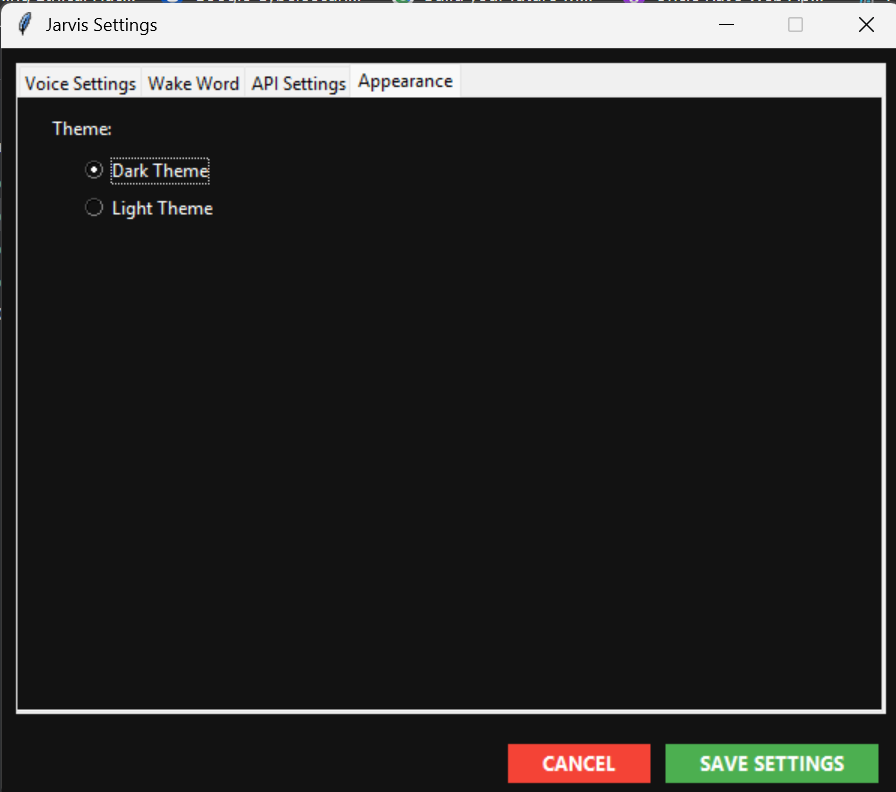 Jarvis Settings
Voice Settings Wake Word API Settings Appearance
Theme:
Dark Theme
Light Theme
CANCEL SAVE SETTINGS